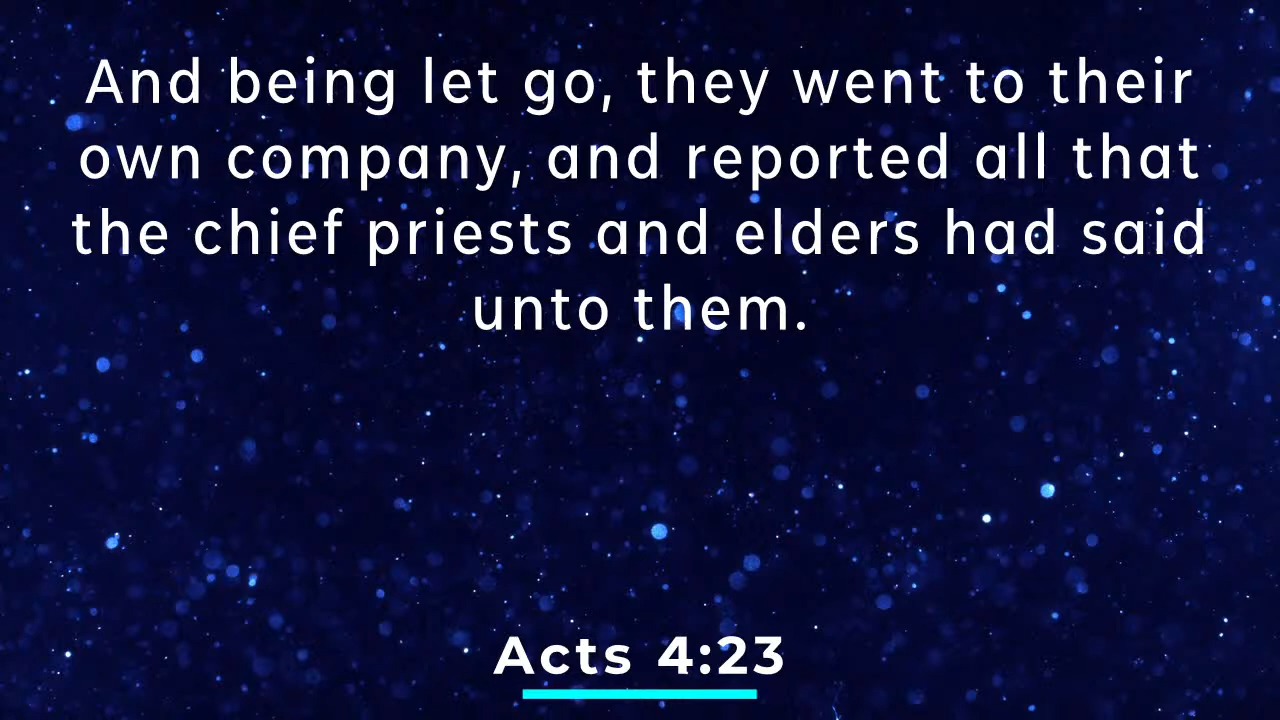 And being let go, they went to their
own company, and reported all that
the chief priests and elders had said
unto them.
Acts 4:23